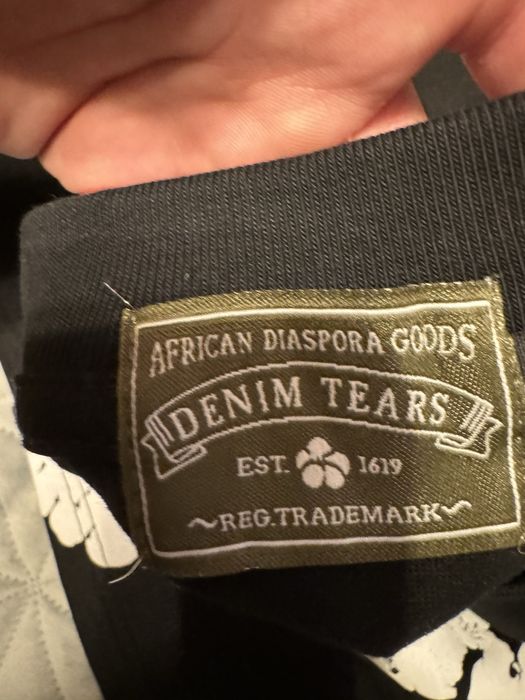 AFRICAN DIASPORA GOODS
DENIM TEARS
EST. 1619
~REG.TRADEMARK~